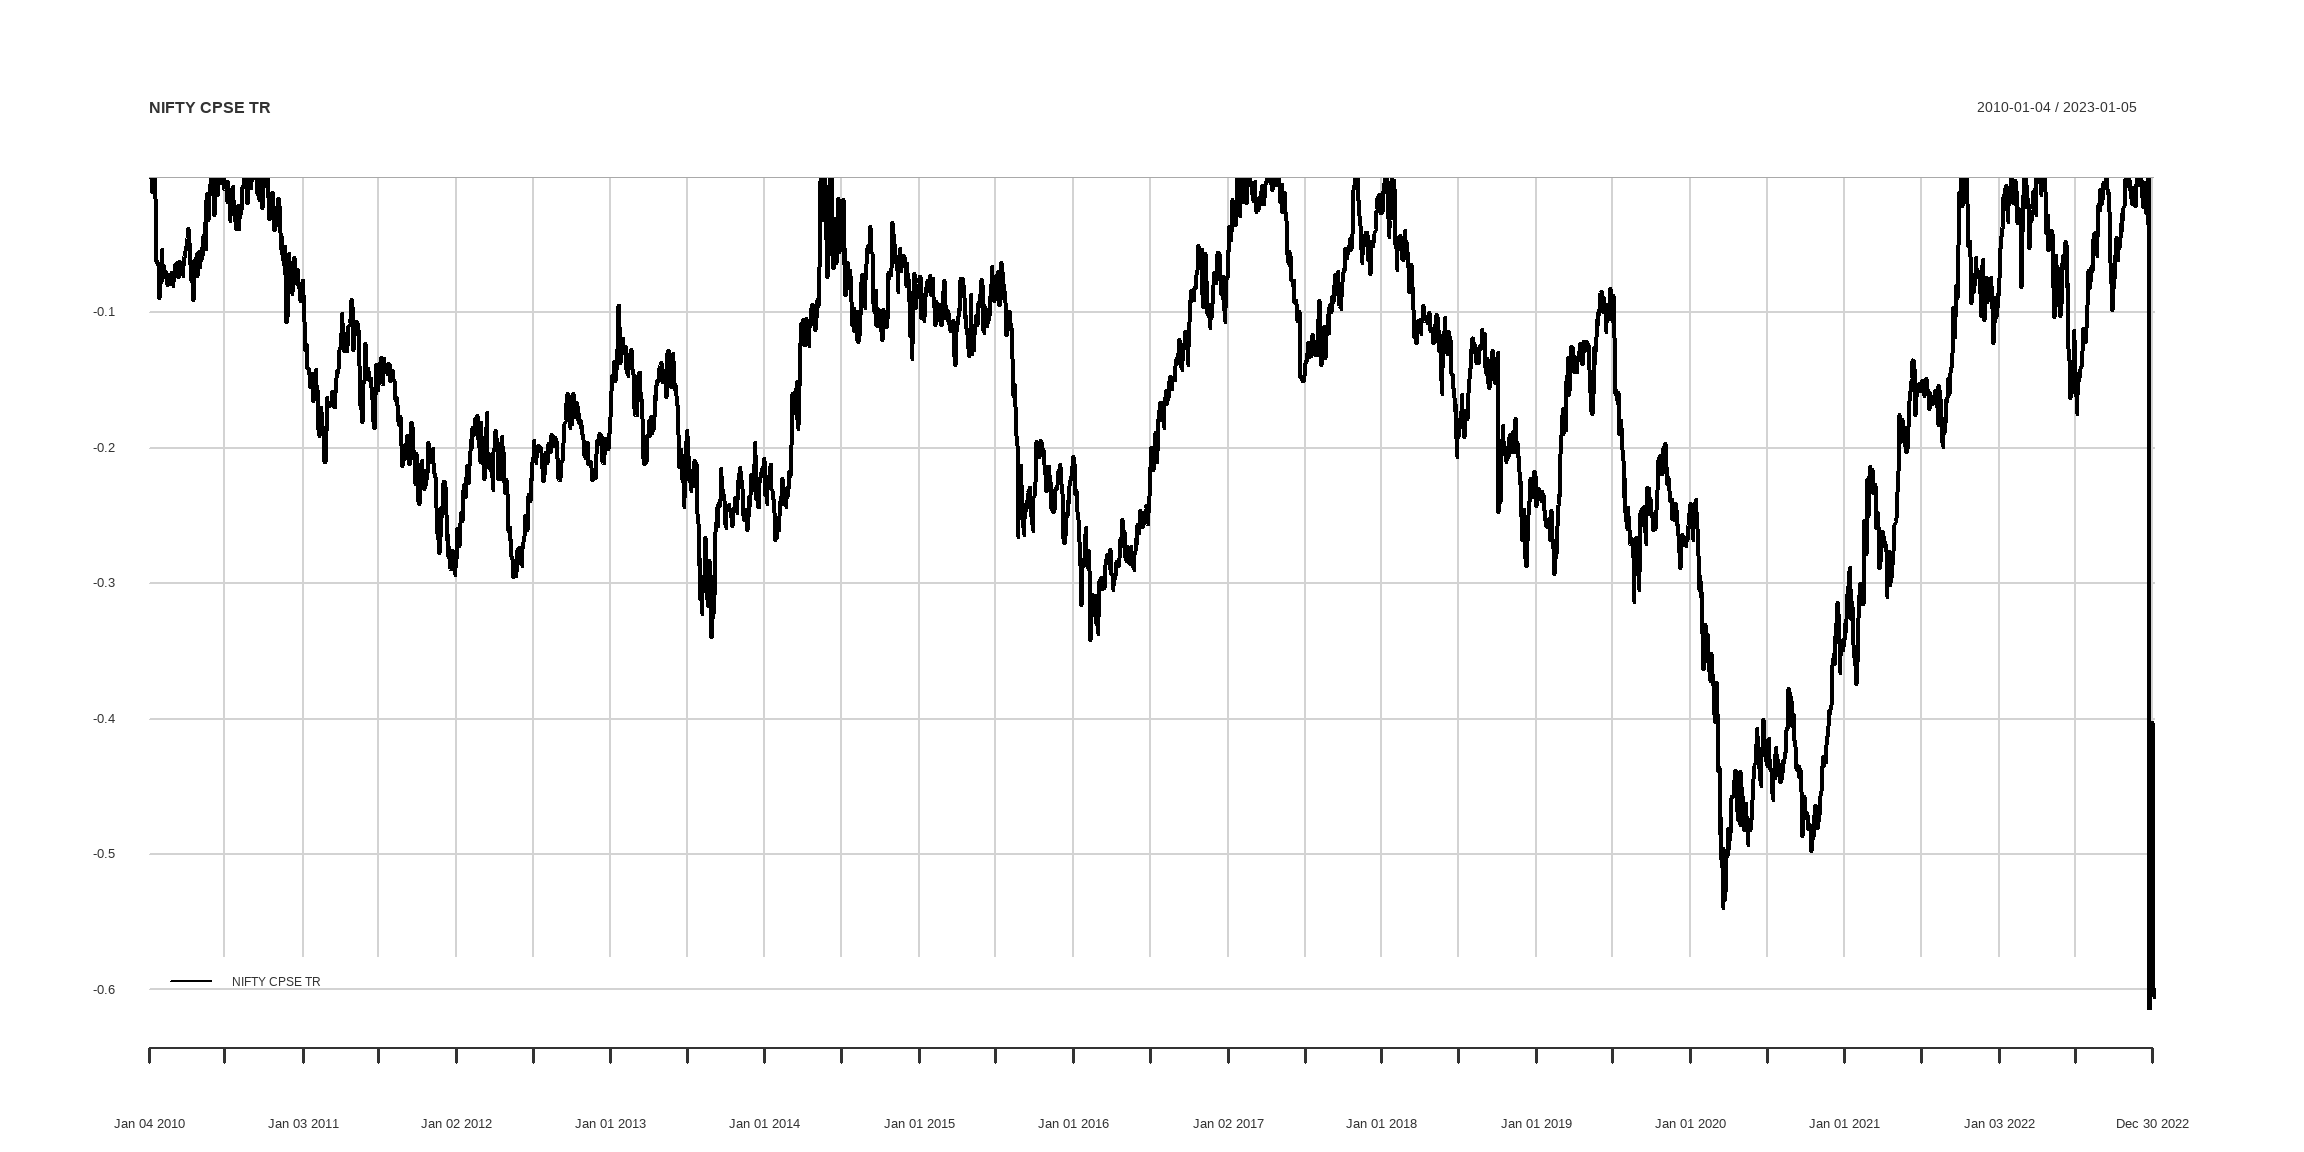 NIFTY CPSE TR
2010-01-04 / 2023-01-05
-0.1
-0.2
-0.3
-0.4
-0.5
-0.6
NIFTY CPSE TR
Jan 04 2010
Jan 03 2011
Jan 02 2012
Jan 01 2013
Jan 01 2014
Jan 01 2015
Jan 01 2016
Jan 02 2017
Jan 01 2018
Jan 01 2019
Jan 01 2020
Jan 01 2021
Jan 03 2022
Dec 30 2022